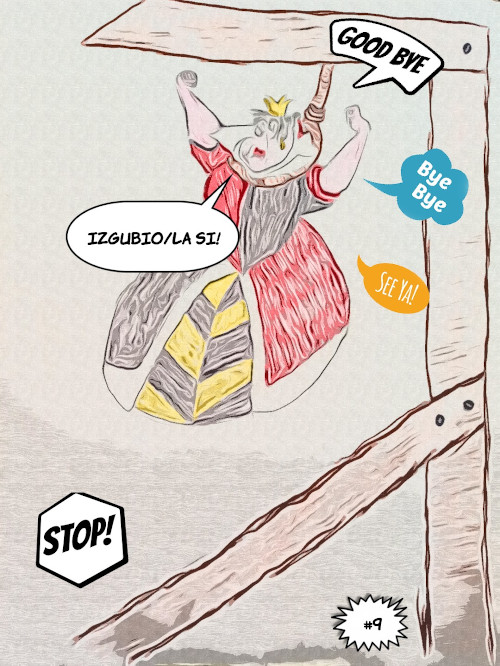 GOOD BYE
Bye
Bye
IZGUBIO/LA SI!
SEE YA!
STOP!
#9